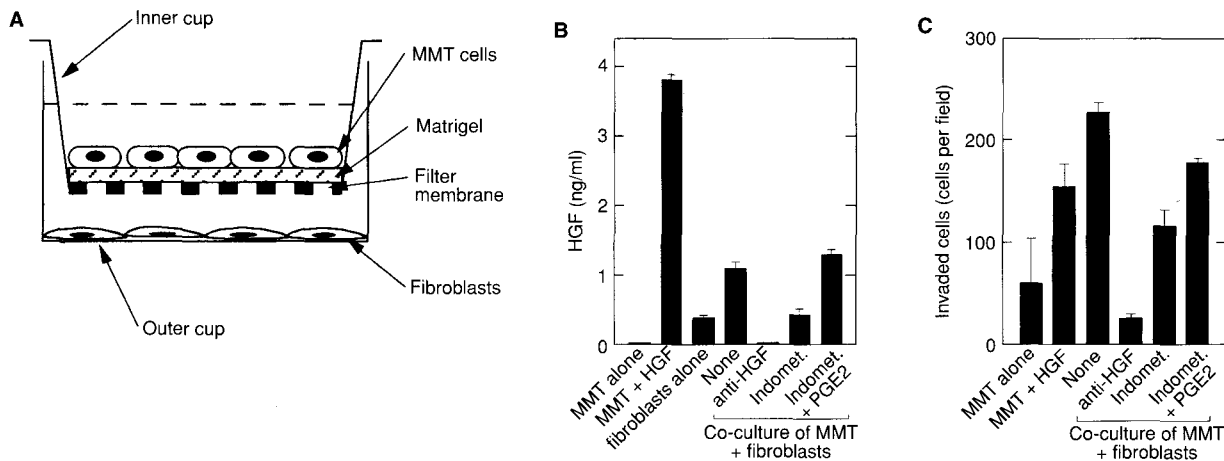 A
Inner cup
MMT cells
Matrigel
Filter
membrane
Fibroblasts
Outer cup
B
HGF (ng/ml)
4
3
2
1
0
MMT alone
MMT + HGF
fibroblasts alone
None
anti-HGF
Indomet.
Indomet.
× PGE2
Co-culture of MMT
+ fibroblasts
C
Invaded cells (cells per field)
300
200
100
0
MMT alone
MMT + HGF
None
anti-HGF
Indomet.
Indomet.
× PGE2
Co-culture of MMT
+ fibroblasts